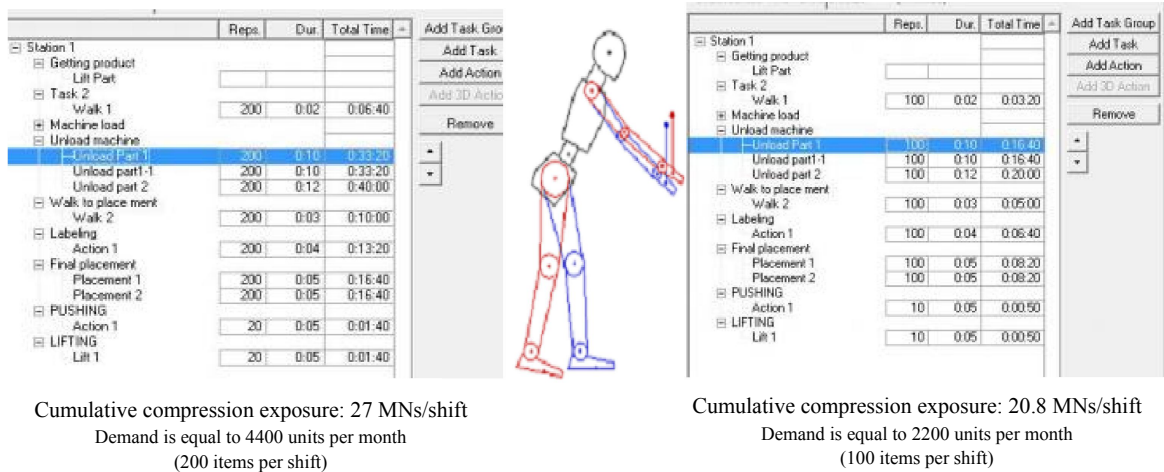 Reps. Dur. Total Time
Station 1
Getting product
Lift Part
Task 2
Walk 1 200 0:02 0:06:40
Machine load
Unload machine
Unload Part 1 200 0:10 0:33:20
Unload part1-1 200 0:10 0:33:20
Unload part 2 200 0:12 0:40:00
Walk to place ment
Walk 2 200 0:03 0:10:00
Labeling
Action 1 200 0:04 0:13:20
Final placement
Placement 1 200 0:05 0:16:40
Placement 2 200 0:05 0:16:40
PUSHING
Action 1 20 0:05 0:01:40
LIFTING
Lift 1 20 0:05 0:01:40
Add Task Gro
Add Task
Add Action
Add 3D Actio
Remove
Cumulative compression exposure: 27 MNs/shift
Demand is equal to 4400 units per month
(200 items per shift)
Reps. Dur. Total Time
Station 1
Getting product
Lift Part
Task 2
Walk 1 100 0:02 0:03:20
Machine load
Unload machine
Unload Part 1 100 0:10 0:16:40
Unload part1-1 100 0:10 0:16:40
Unload part 2 100 0:12 0:20:00
Walk to place ment
Walk 2 100 0:03 0:05:00
Labeling
Action 1 100 0:04 0:06:40
Final placement
Placement 1 100 0:05 0:08:20
Placement 2 100 0:05 0:08:20
PUSHING
Action 1 10 0:05 0:00:50
LIFTING
Lift 1 10 0:05 0:00:50
Add Task Group
Add Task
Add Action
Add 3D Action
Remove
Cumulative compression exposure: 20.8 MNs/shift
Demand is equal to 2200 units per month
(100 items per shift)